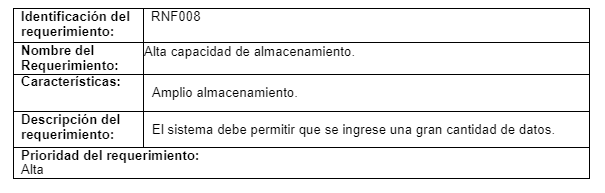 Identificación del requerimiento: RNF008
Nombre del Requerimiento: Alta capacidad de almacenamiento.
Características: Amplio almacenamiento.
Descripción del requerimiento: El sistema debe permitir que se ingrese una gran cantidad de datos.
Prioridad del requerimiento:
Alta